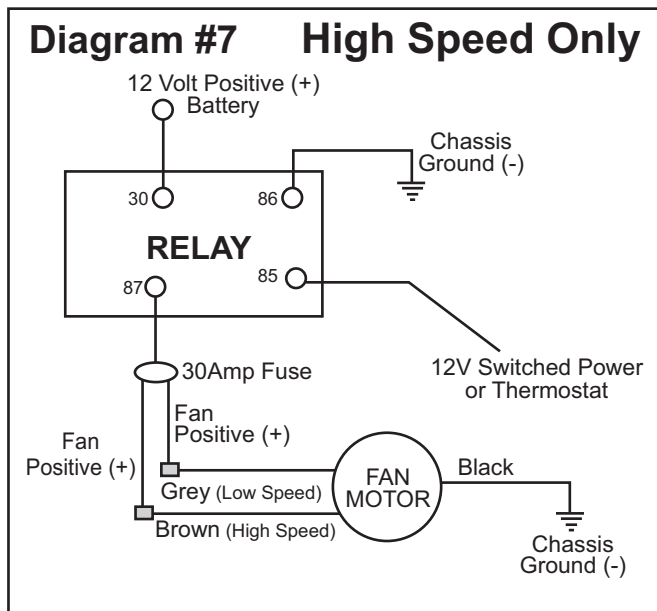 Diagram #7 High Speed Only
12 Volt Positive (+)
Battery
Chassis
Ground (-)
30
86
RELAY
87
85
30Amp Fuse
12V Switched Power
or Thermostat
Fan
Positive (+)
Fan
Positive (+)
Grey (Low Speed)
Brown (High Speed)
FAN
MOTOR
Black
Chassis
Ground (-)